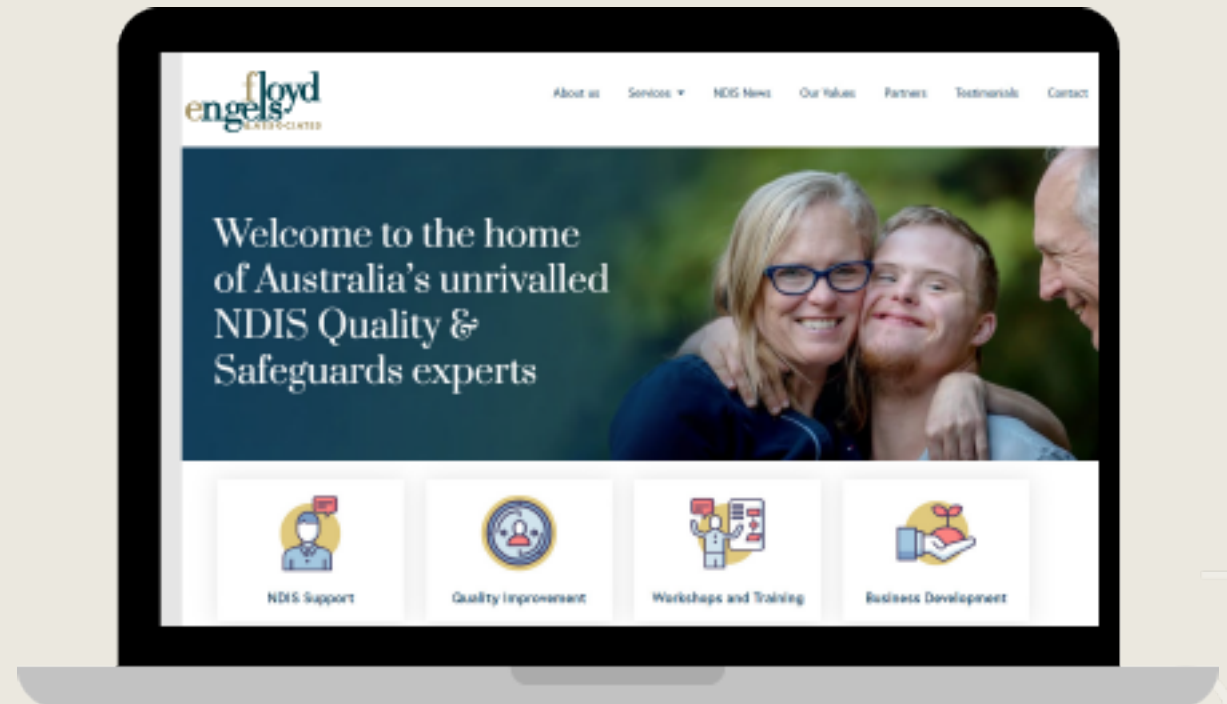 floyd
engels
& ASSOCIATES
About us Services NDIS News Our Values Partners Testimonials Contact
Welcome to the home
of Australia’s unrivalled
NDIS Quality &
Safeguards experts
NDIS Support Quality Improvement Workshops and Training Business Development